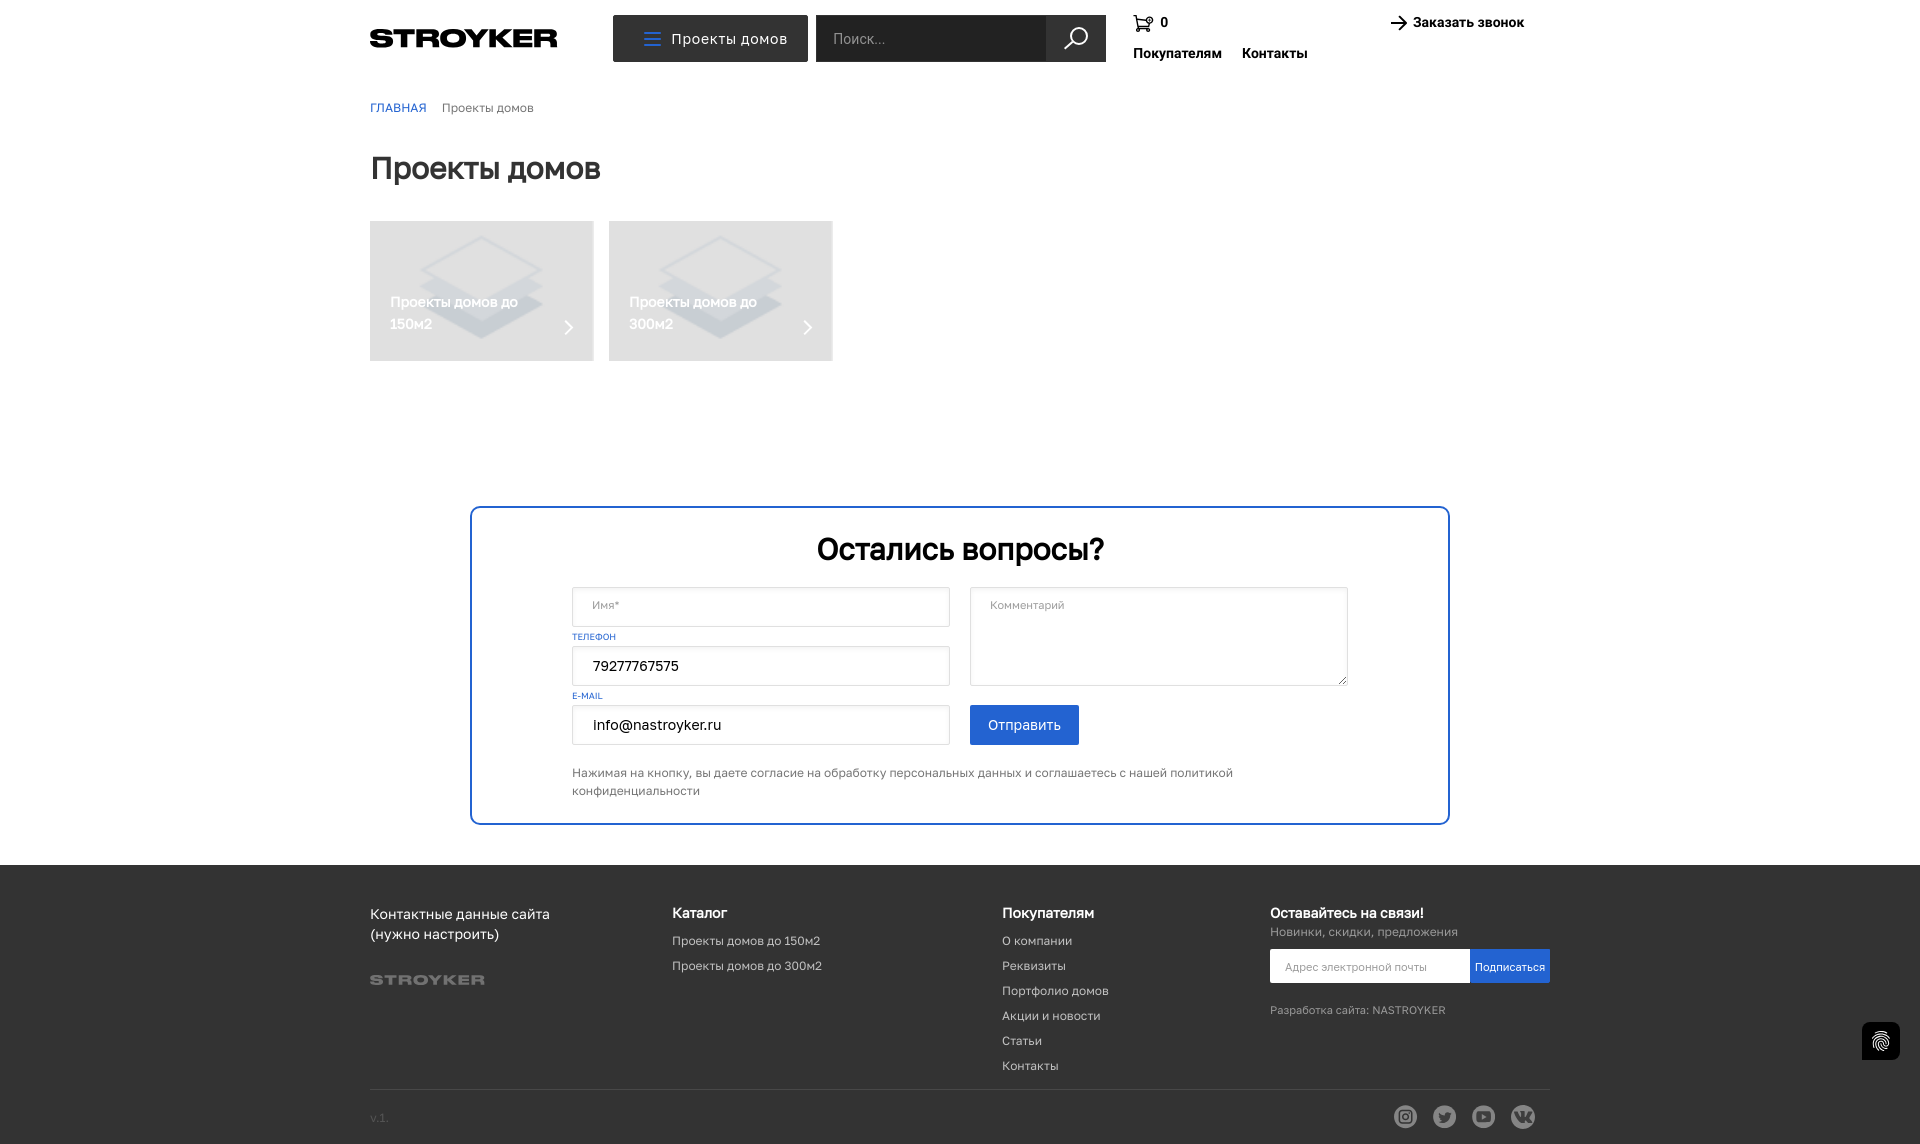 STROYKER
Проекты домов
Поиск...
0
Заказать звонок
Покупателям
Контакты
ГЛАВНАЯ
Проекты домов
Проекты домов
Проекты домов до
150м2
Проекты домов до
300м2
Остались вопросы?
Имя*
Комментарий
ТЕЛЕФОН
79277767575
E-MAIL
info@nastroyker.ru
Отправить
Нажимая на кнопку, вы даете согласие на обработку персональных данных и соглашаетесь с нашей политикой
конфиденциальности
Контактные данные сайта
(нужно настроить)
STROYKER
Каталог
Проекты домов до 150м2
Проекты домов до 300м2
Покупателям
О компании
Реквизиты
Портфолио домов
Акции и новости
Статьи
Контакты
Оставайтесь на связи!
Новинки, скидки, предложения
Адрес электронной почты
Подписаться
Разработка сайта: NASTROYKER
v.1.